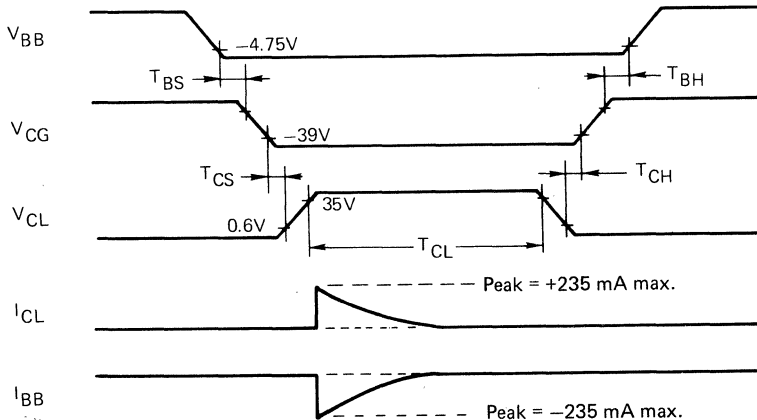 V_BB
−4.75V
T_BS
T_BH
V_CG
−39V
T_CS
T_CH
V_CL
0.6V
35V
T_CL
Peak = +235 mA max.
I_CL
I_BB
Peak = −235 mA max.